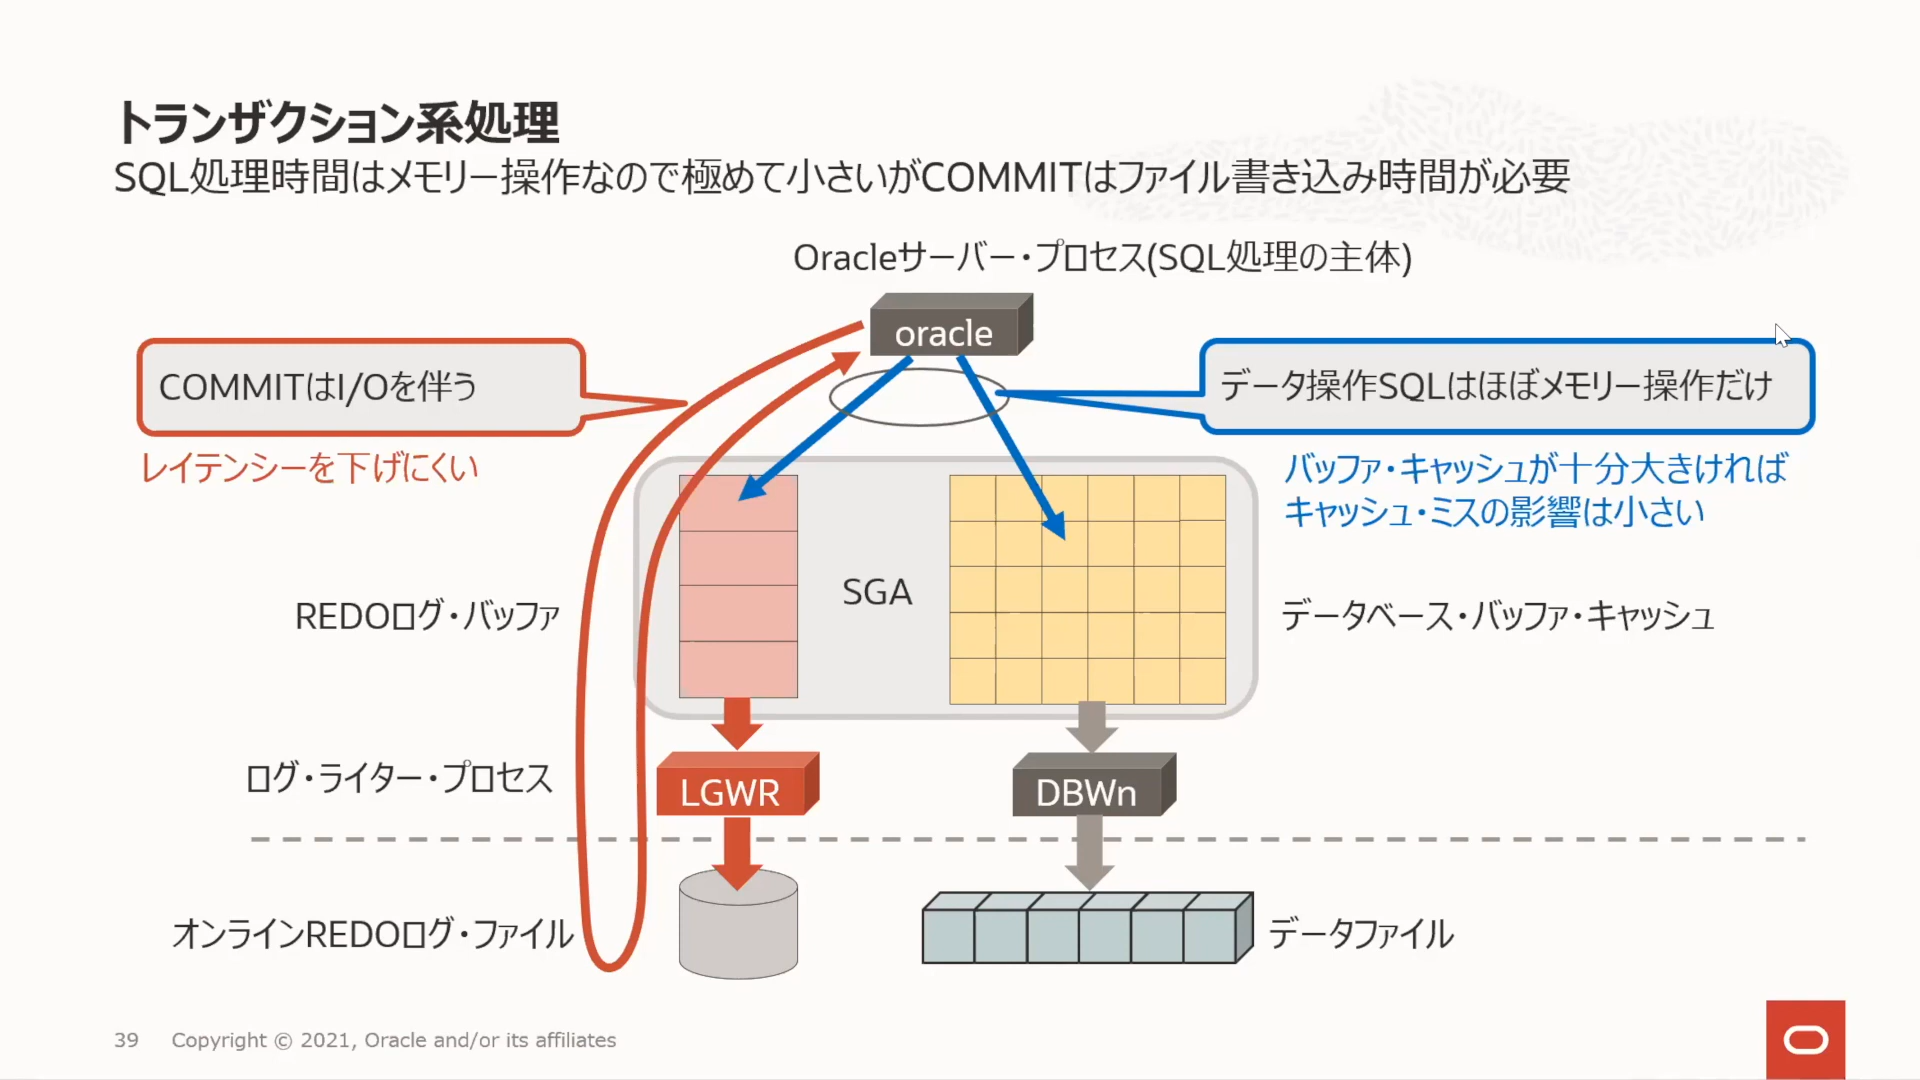 トランザクション系処理
SQL処理時間はメモリー操作なので極めて小さいがCOMMITはファイル書き込み時間が必要
Oracleサーバー・プロセス(SQL処理の主体)
oracle
COMMITはI/Oを伴う
データ操作SQLはほぼメモリー操作だけ
レイテンシーを下げにくい
バッファ・キャッシュが十分大きければ
キャッシュ・ミスの影響は小さい
REDOログ・バッファ
SGA
データベース・バッファ・キャッシュ
ログ・ライター・プロセス
LGWR
DBWn
オンラインREDOログ・ファイル
データファイル
39 Copyright © 2021, Oracle and/or its affiliates